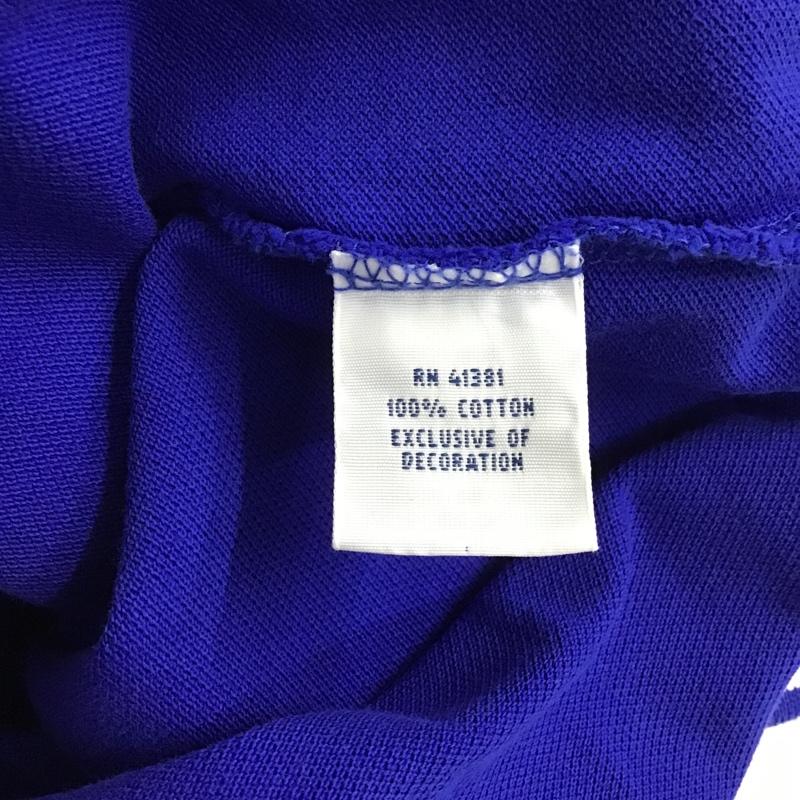 RN 41381
100% COTTON
EXCLUSIVE OF
DECORATION